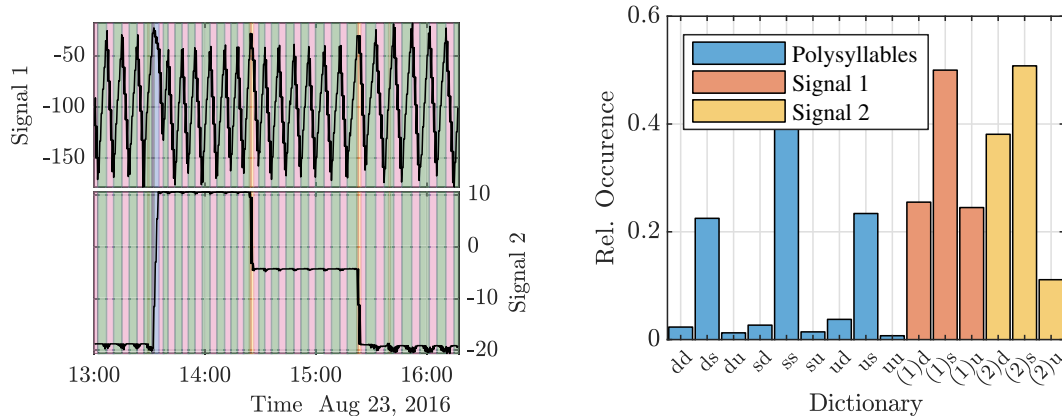 Signal 1
-50
-100
-150
Signal 2
10
0
-10
-20
13:00 14:00 15:00 16:00
Time Aug 23, 2016
Rel. Occurence
0.6
0.4
0.2
0
Polysyllables
Signal 1
Signal 2
dd ds du sd ss su ud us uu (1)d (1)s (1)u (2)d (2)s (2)u
Dictionary